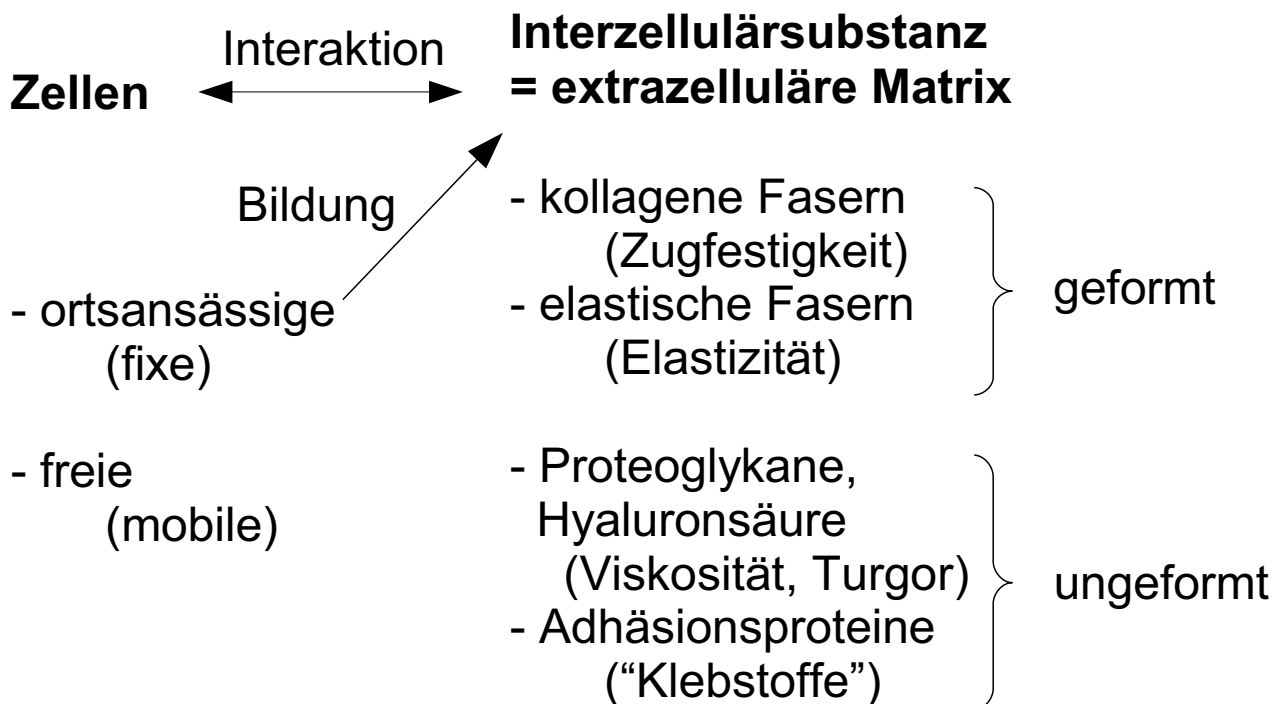 Zellen
Interaktion
Interzellulärsubstanz
= extrazelluläre Matrix
Bildung
- ortsansässige
(fixe)
- freie
(mobile)
- kollagene Fasern
(Zugfestigkeit)
- elastische Fasern
(Elastizität)
geformt
- Proteoglykane,
Hyaluronsäure
(Viskosität, Turgor)
- Adhäsionsproteine
(“Klebstoffe”)
ungeformt